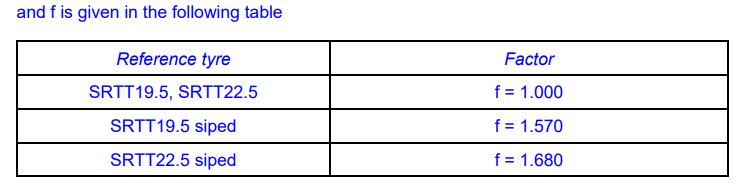 and f is given in the following table
Reference tyre Factor
SRTT19.5, SRTT22.5 f = 1.000
SRTT19.5 siped f = 1.570
SRTT22.5 siped f = 1.680